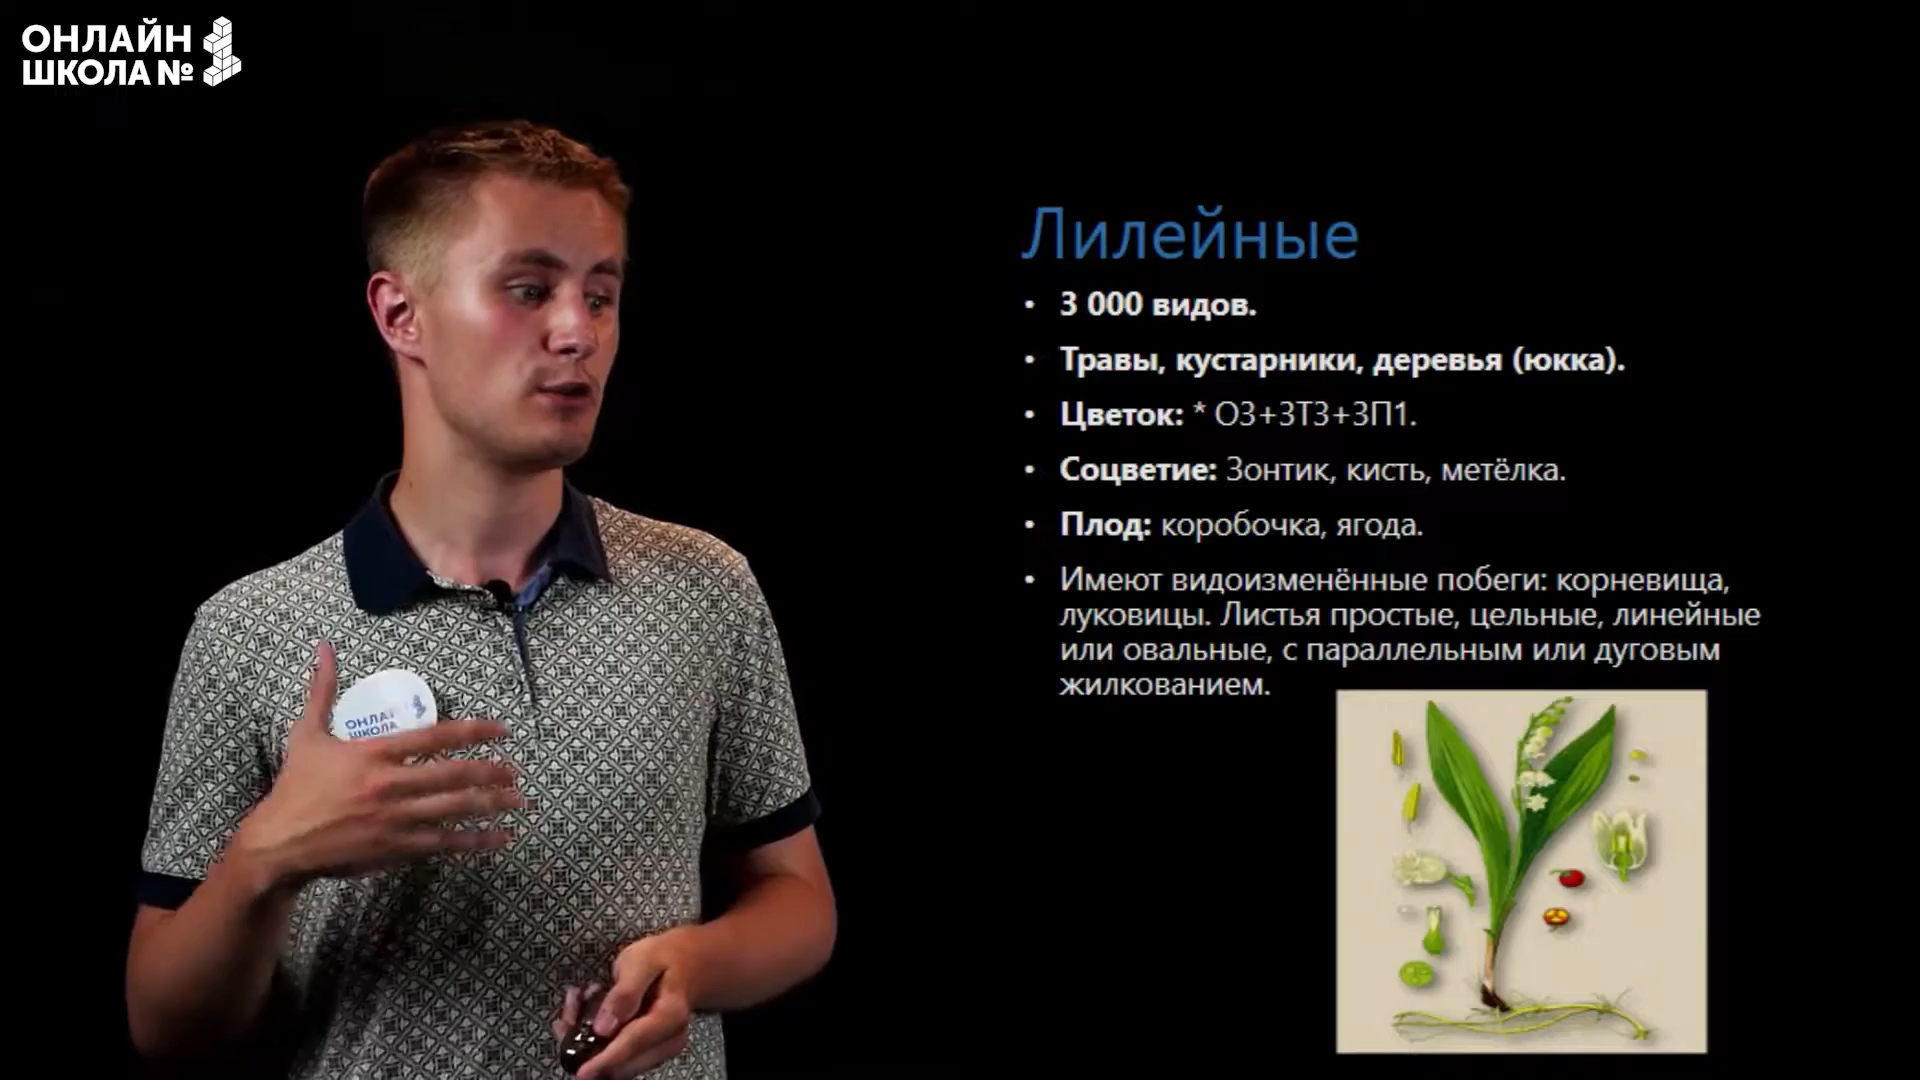 ОНЛАЙН
ШКОЛА №
Лилейные
• 3 000 видов.
• Травы, кустарники, деревья (юкка).
• Цветок: * О3+3Т3+3П1.
• Соцветие: Зонтик, кисть, метёлка.
• Плод: коробочка, ягода.
• Имеют видоизменённые побеги: корневища,
луковицы. Листья простые, цельные, линейные
или овальные, с параллельным или дуговым
жилкованием.
ШКОЛА